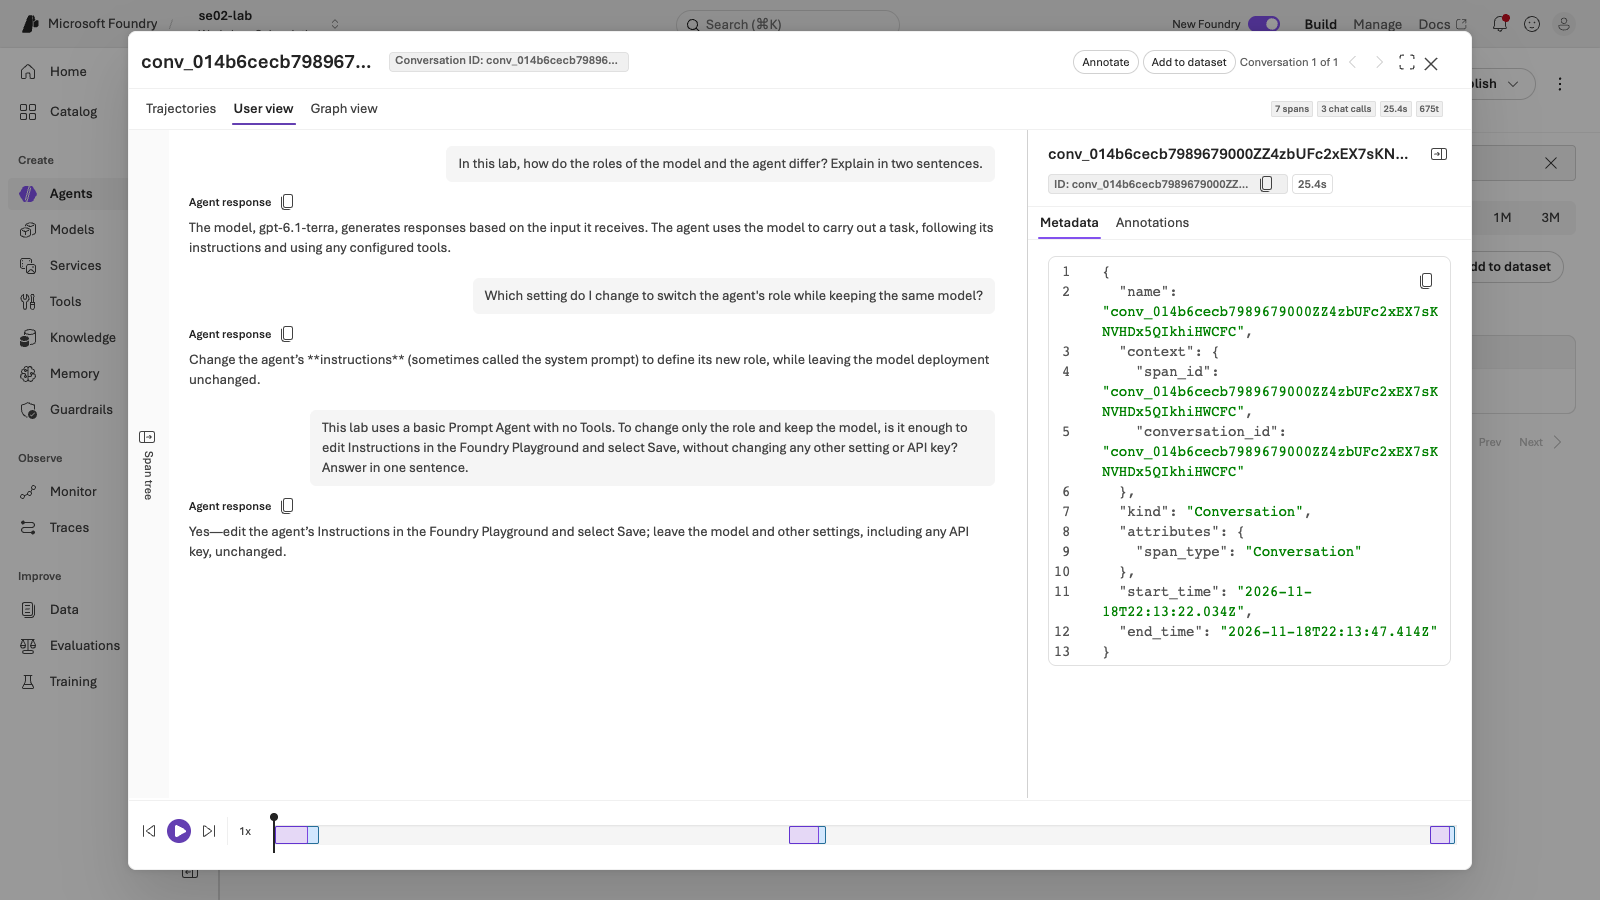 Microsoft Foundry
/
se02-lab
Search (⌘K)
New Foundry
Build
Manage
Docs
conv_014b6cecb798967...
Conversation ID: conv_014b6cecb79896...
Annotate
Add to dataset
Conversation 1 of 1
Trajectories
User view
Graph view
7 spans
3 chat calls
25.4s
675t
Home
Catalog
Create
Agents
Models
Services
Tools
Knowledge
Memory
Guardrails
Observe
Monitor
Traces
Improve
Data
Evaluations
Training
Span tree
In this lab, how do the roles of the model and the agent differ? Explain in two sentences.
Agent response
The model, gpt-6.1-terra, generates responses based on the input it receives. The agent uses the model to carry out a task, following its
instructions and using any configured tools.
Which setting do I change to switch the agent's role while keeping the same model?
Agent response
Change the agent’s **instructions** (sometimes called the system prompt) to define its new role, while leaving the model deployment
unchanged.
This lab uses a basic Prompt Agent with no Tools. To change only the role and keep the model, is it enough to
edit Instructions in the Foundry Playground and select Save, without changing any other setting or API key?
Answer in one sentence.
Agent response
Yes—edit the agent’s Instructions in the Foundry Playground and select Save; leave the model and other settings, including any API
key, unchanged.
conv_014b6cecb7989679000ZZ4zbUFc2xEX7sKN...
ID: conv_014b6cecb7989679000ZZ...
25.4s
Metadata
Annotations
1 {
2 "name":
"conv_014b6cecb7989679000ZZ4zbUFc2xEX7sK
NVHDx5QIkhiHWCFC",
3 "context": {
4 "span_id":
"conv_014b6cecb7989679000ZZ4zbUFc2xEX7sK
NVHDx5QIkhiHWCFC",
5 "conversation_id":
"conv_014b6cecb7989679000ZZ4zbUFc2xEX7sK
NVHDx5QIkhiHWCFC"
6 },
7 "kind": "Conversation",
8 "attributes": {
9 "span_type": "Conversation"
10 },
11 "start_time": "2026-11-
18T22:13:22.034Z",
12 "end_time": "2026-11-18T22:13:47.414Z"
13 }
lish
1M
3M
dd to dataset
Prev
Next
1x